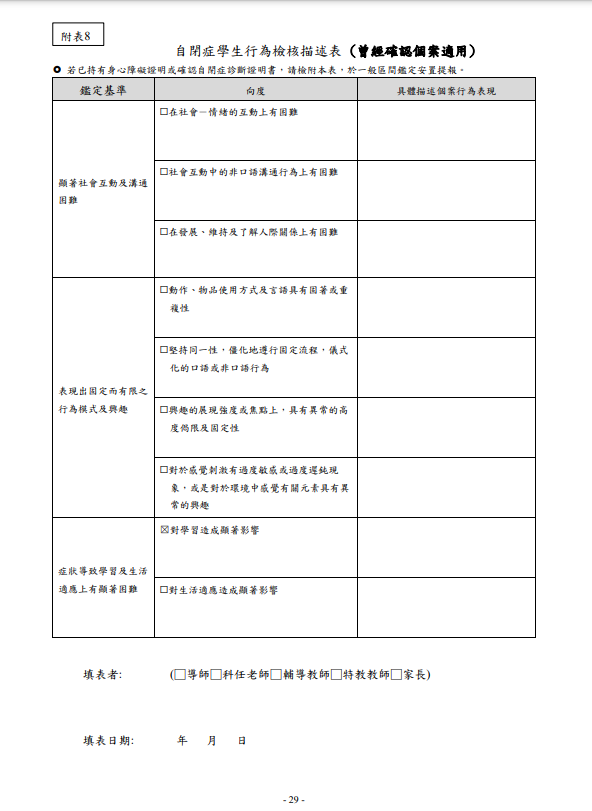 附表8
自閉症學生行為檢核描述表（曾經確認個案適用）
✪ 若已持有身心障礙證明或確認自閉症診斷證明書，請檢附本表，於一般區間鑑定安置提報。
鑑定基準 向度 具體描述個案行為表現
顯著社會互動及溝通
困難
□在社會－情緒的互動上有困難
□社會互動中的非口語溝通行為上有困難
□在發展、維持及了解人際關係上有困難
表現出固定而有限之
行為模式及興趣
□動作、物品使用方式及言語具有固著或重
複性
□堅持同一性，僵化地遵行固定流程，儀式
化的口語或非口語行為
□興趣的展現強度或焦點上，具有異常的高
度侷限及固定性
□對於感覺刺激有過度敏感或過度遲鈍現
象，或是對於環境中感覺有關元素具有異
常的興趣
症狀導致學習及生活
適應上有顯著困難
☒對學習造成顯著影響
□對生活適應造成顯著影響
填表者: (□導師□科任老師□輔導教師□特教教師□家長)
填表日期: 年 月 日
- 29 -